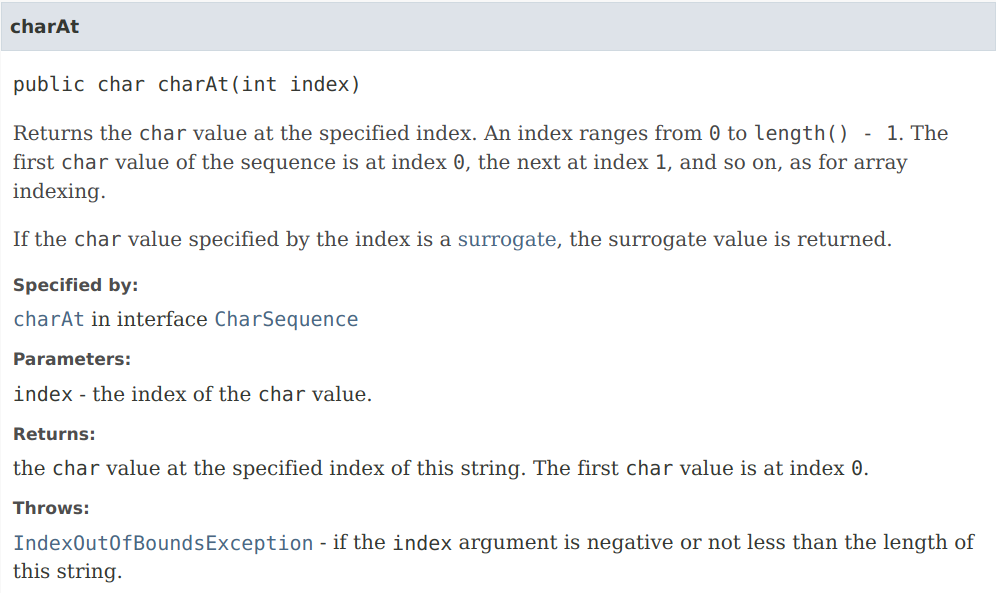 charAt
public char charAt(int index)
Returns the char value at the specified index. An index ranges from 0 to length() - 1. The
first char value of the sequence is at index 0, the next at index 1, and so on, as for array
indexing.
If the char value specified by the index is a surrogate, the surrogate value is returned.
Specified by:
charAt in interface CharSequence
Parameters:
index - the index of the char value.
Returns:
the char value at the specified index of this string. The first char value is at index 0.
Throws:
IndexOutOfBoundsException - if the index argument is negative or not less than the length of
this string.